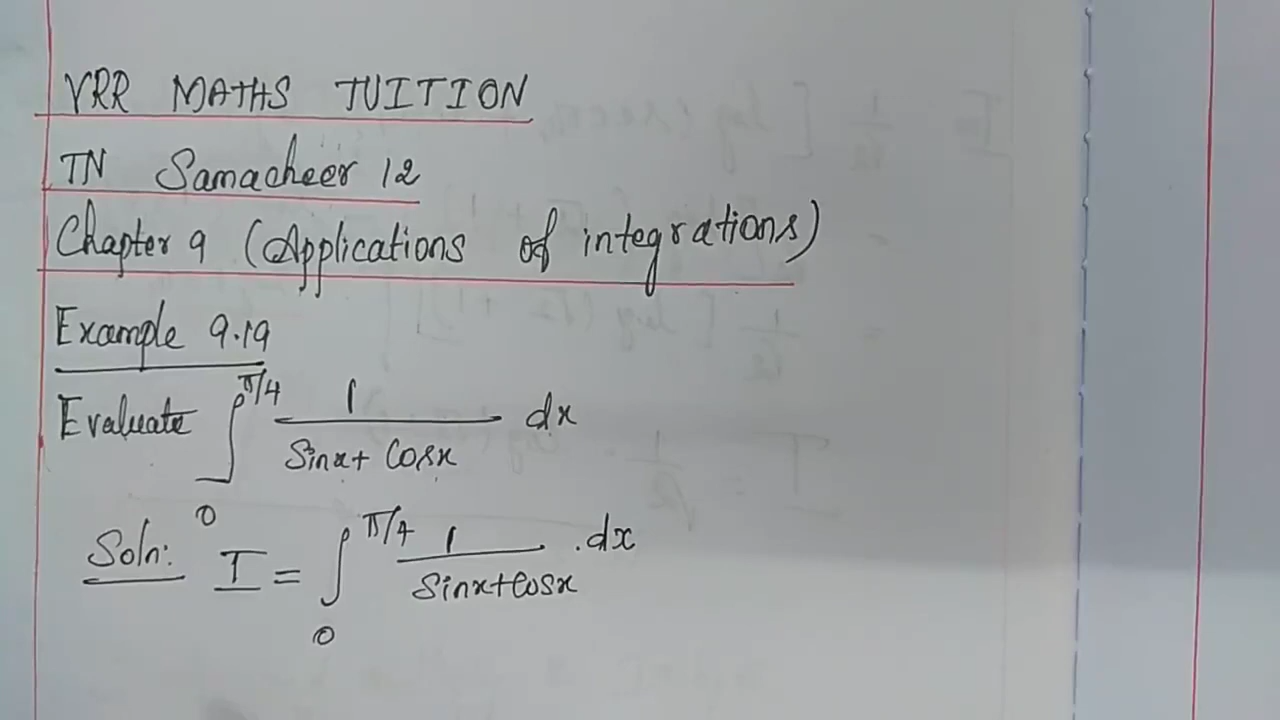 VRR MATHS TUITION
TN Samacheer 12
Chapter 9 (Applications of integrations)
Example 9.19
Evaluate ∫₀^π/4 1/(Sinx + Cosx) dx
Soln: I = ∫₀^π/4 1/(Sinx+Cosx) .dx